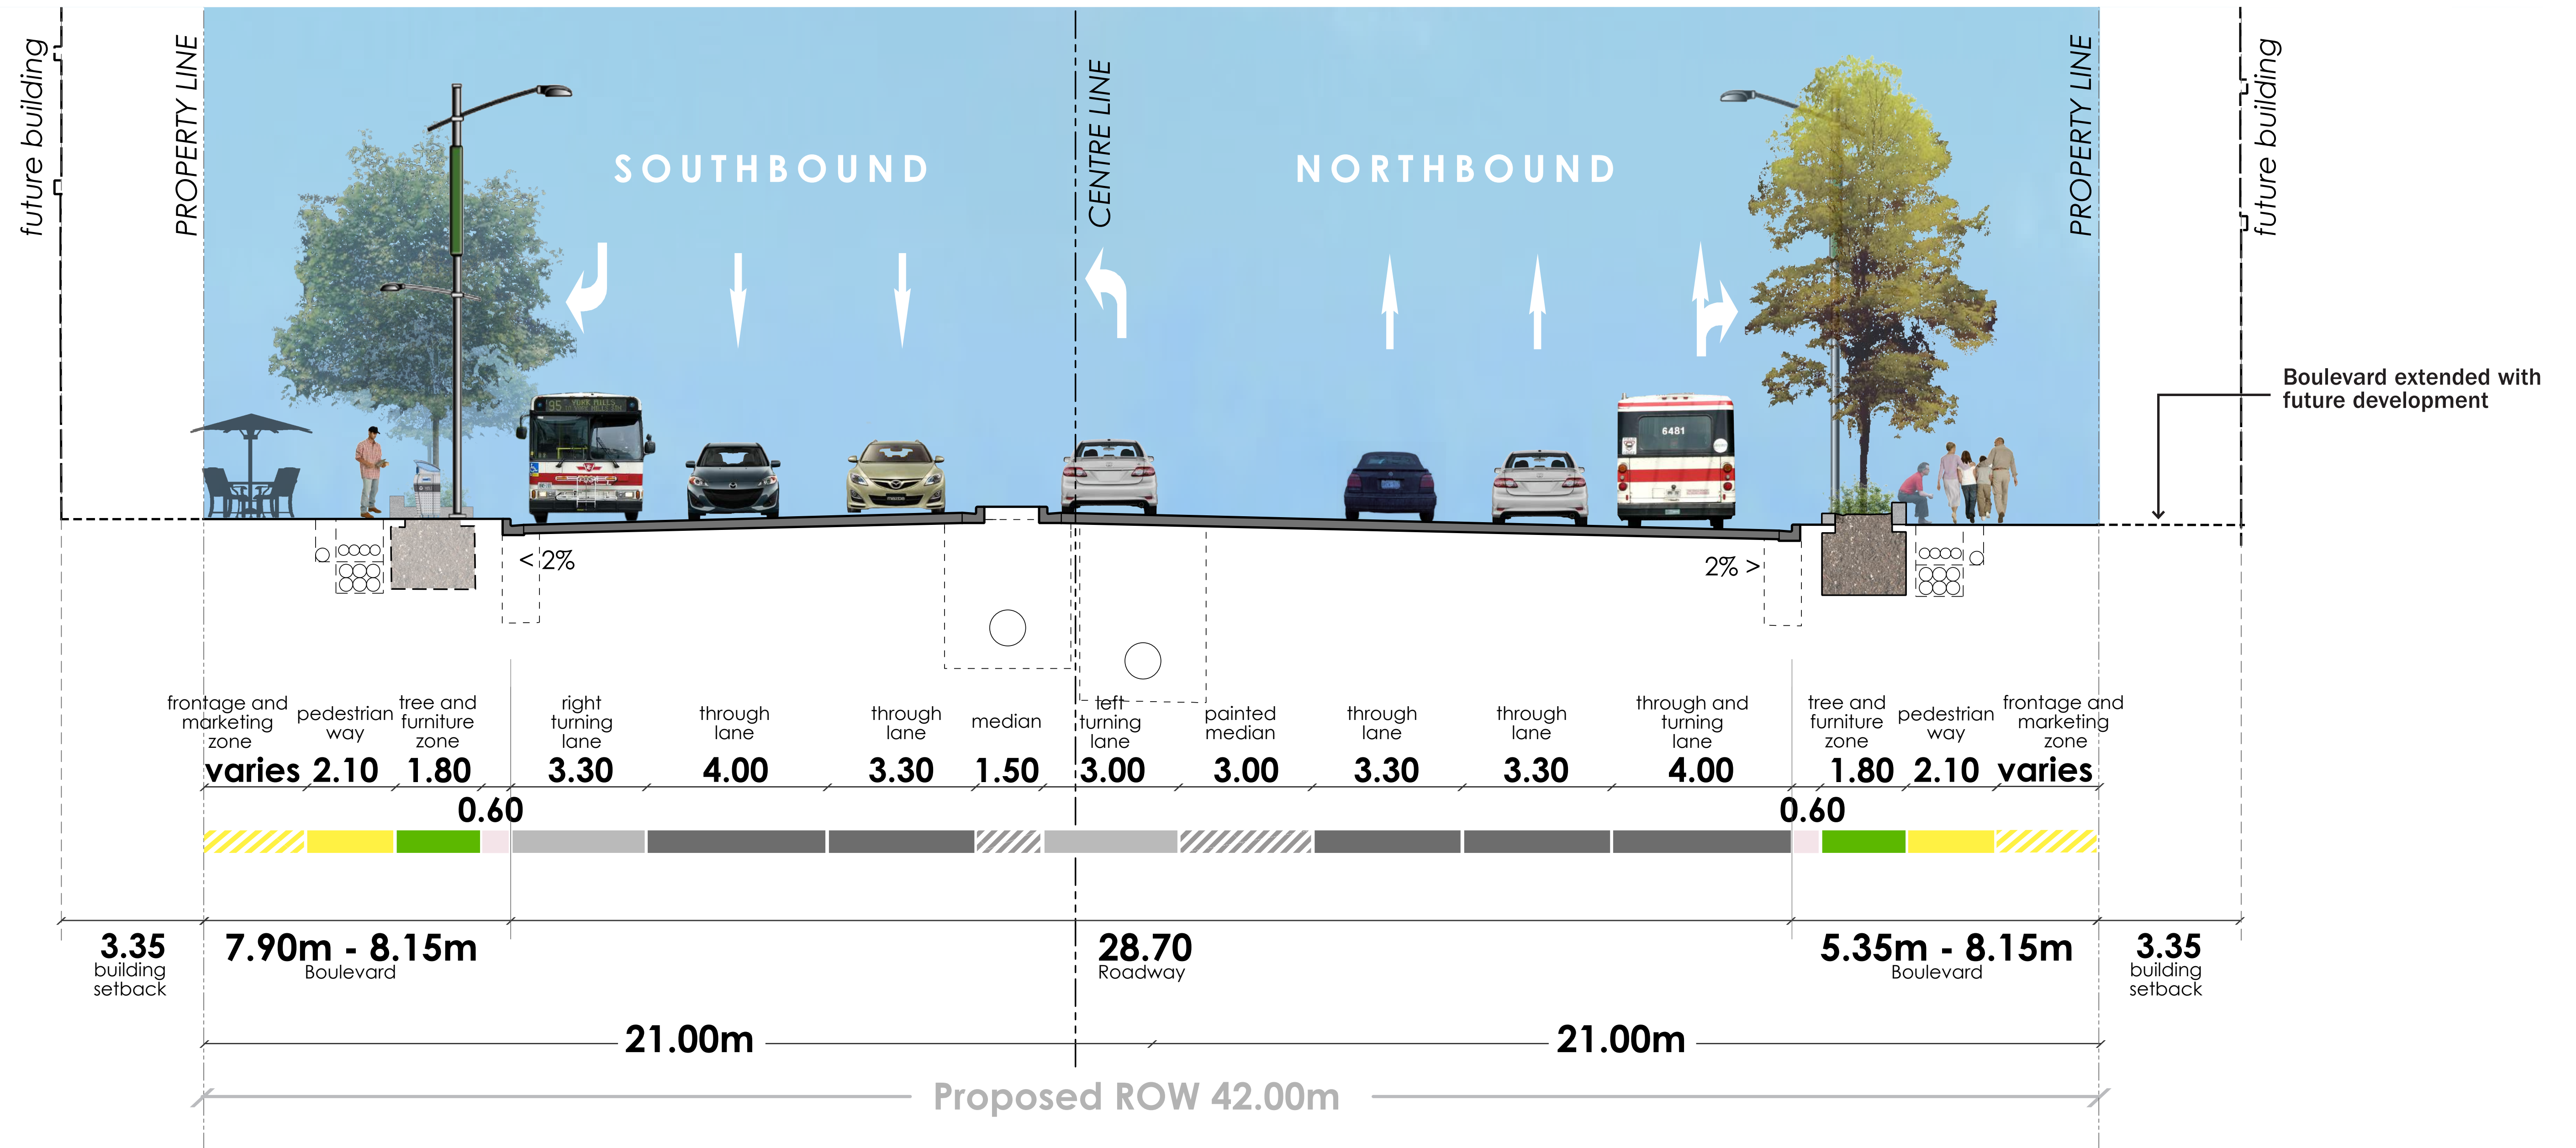 future building
PROPERTY LINE
SOUTHBOUND
CENTRE LINE
NORTHBOUND
PROPERTY LINE
future building
Boulevard extended with
future development
95 YORK MILLS
6481
< 2%
2% >
frontage and
marketing
zone
varies
pedestrian
way
2.10
tree and
furniture
zone
1.80
0.60
right
turning
lane
3.30
through
lane
4.00
through
lane
3.30
median
1.50
left
turning
lane
3.00
painted
median
3.00
through
lane
3.30
through
lane
3.30
through and
turning
lane
4.00
0.60
tree and
furniture
zone
1.80
pedestrian
way
2.10
frontage and
marketing
zone
varies
3.35
building
setback
7.90m - 8.15m
Boulevard
28.70
Roadway
5.35m - 8.15m
Boulevard
3.35
building
setback
21.00m
21.00m
Proposed ROW 42.00m